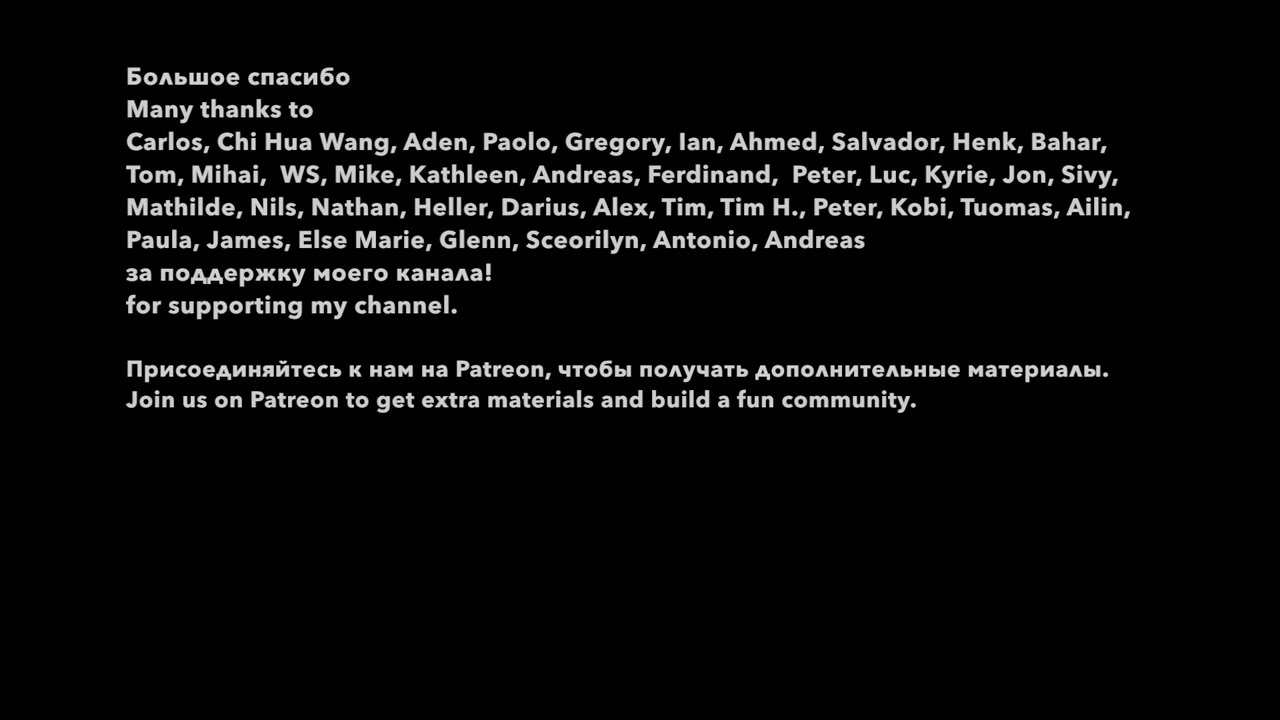 Большое спасибо
Many thanks to
Carlos, Chi Hua Wang, Aden, Paolo, Gregory, Ian, Ahmed, Salvador, Henk, Bahar,
Tom, Mihai,  WS, Mike, Kathleen, Andreas, Ferdinand,  Peter, Luc, Kyrie, Jon, Sivy,
Mathilde, Nils, Nathan, Heller, Darius, Alex, Tim, Tim H., Peter, Kobi, Tuomas, Ailin,
Paula, James, Else Marie, Glenn, Sceorilyn, Antonio, Andreas
за поддержку моего канала!
for supporting my channel.
Присоединяйтесь к нам на Patreon, чтобы получать дополнительные материалы.
Join us on Patreon to get extra materials and build a fun community.